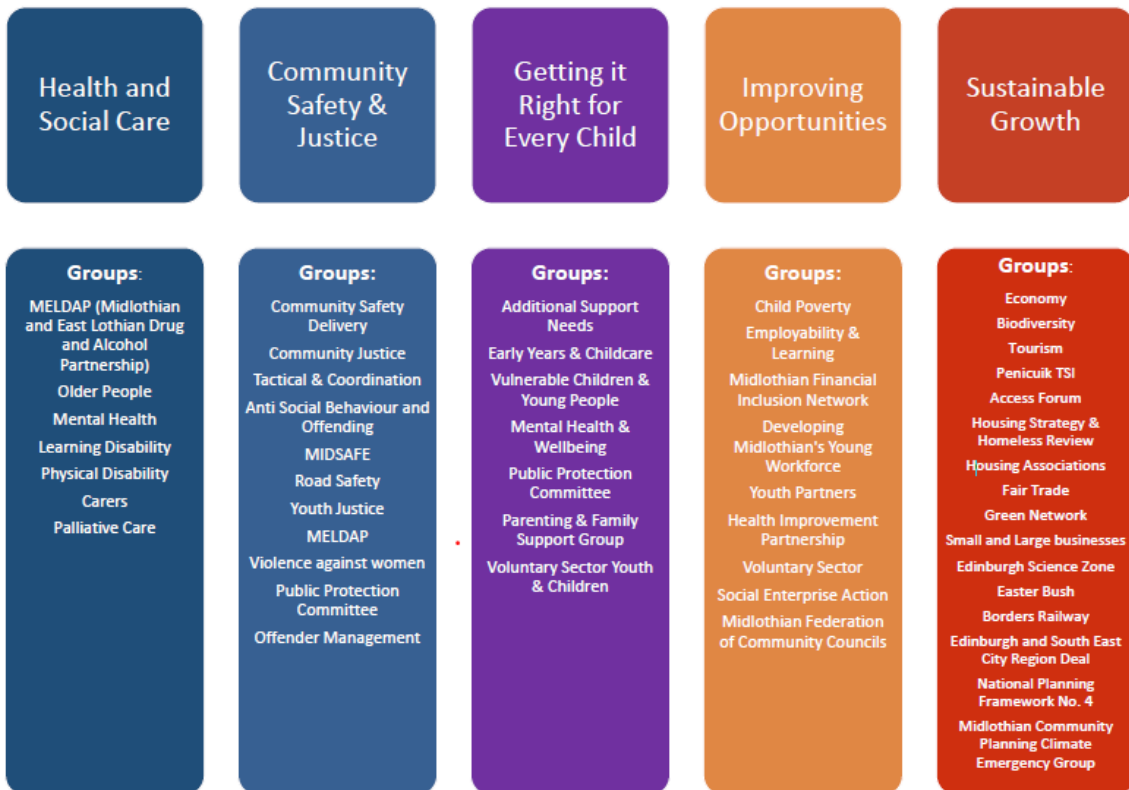 Health and
Social Care
Community
Safety &
Justice
Getting it
Right for
Every Child
Improving
Opportunities
Sustainable
Growth
Groups:
MELDAP (Midlothian
and East Lothian Drug
and Alcohol
Partnership)
Older People
Mental Health
Learning Disability
Physical Disability
Carers
Palliative Care
Groups:
Community Safety
Delivery
Community Justice
Tactical & Coordination
Anti Social Behaviour and
Offending
MIDSAFE
Road Safety
Youth Justice
MELDAP
Violence against women
Public Protection
Committee
Offender Management
Groups:
Additional Support
Needs
Early Years & Childcare
Vulnerable Children &
Young People
Mental Health &
Wellbeing
Public Protection
Committee
Parenting & Family
Support Group
Voluntary Sector Youth
& Children
Groups:
Child Poverty
Employability &
Learning
Midlothian Financial
Inclusion Network
Developing
Midlothian's Young
Workforce
Youth Partners
Health Improvement
Partnership
Voluntary Sector
Social Enterprise Action
Midlothian Federation
of Community Councils
Groups:
Economy
Biodiversity
Tourism
Penicuik TSI
Access Forum
Housing Strategy &
Homeless Review
Housing Associations
Fair Trade
Green Network
Small and Large businesses
Edinburgh Science Zone
Easter Bush
Borders Railway
Edinburgh and South East
City Region Deal
National Planning
Framework No. 4
Midlothian Community
Planning Climate
Emergency Group